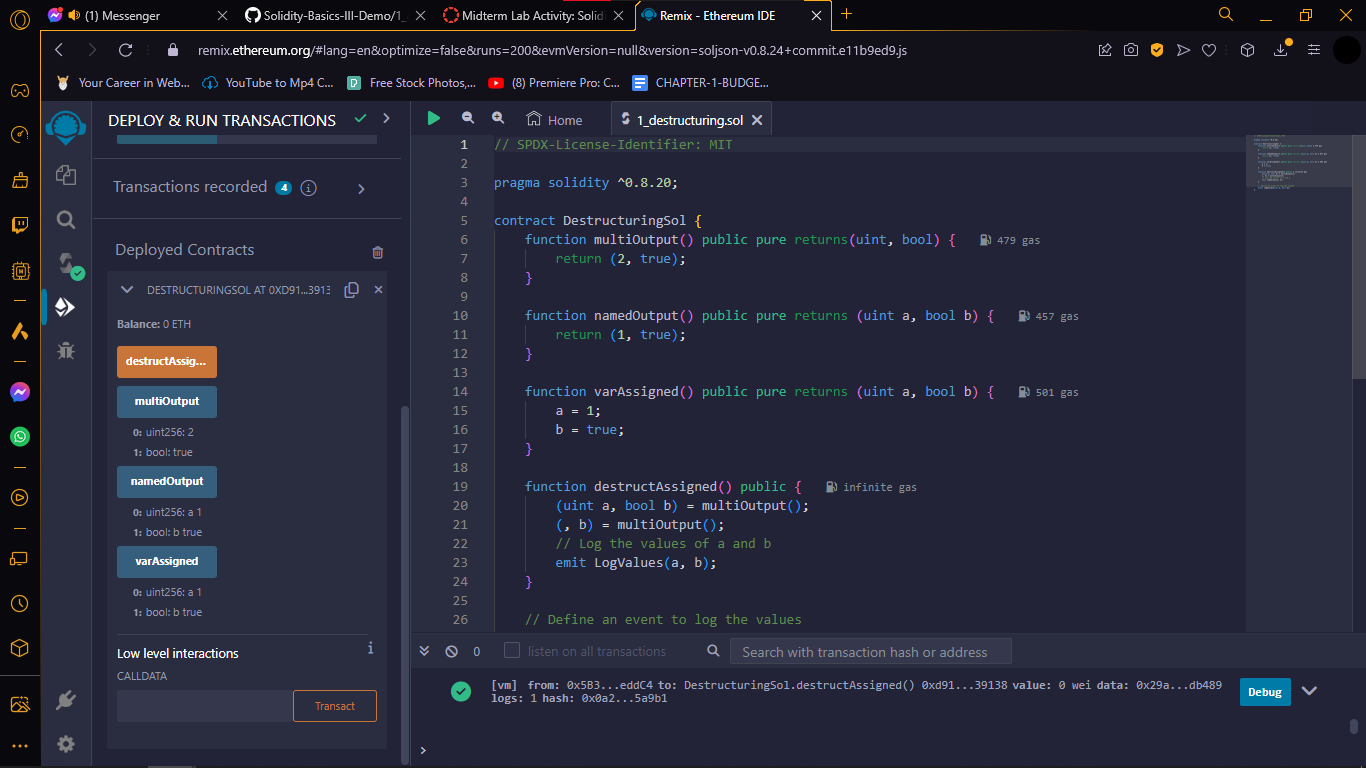 (1) Messenger
Solidity-Basics-III-Demo/1_
Midterm Lab Activity: Solid
Remix - Ethereum IDE
remix.ethereum.org/#lang=en&optimize=false&runs=200&evmVersion=null&version=soljson-v0.8.24+commit.e11b9ed9.js
Your Career in Web...
YouTube to Mp4 C...
Free Stock Photos,...
(8) Premiere Pro: C...
CHAPTER-1-BUDGE...
DEPLOY & RUN TRANSACTIONS
Transactions recorded 4 i
Deployed Contracts
DESTRUCTURINGSOL AT 0XD91...3913
Balance: 0 ETH
destructAssig...
multiOutput
0: uint256: 2
1: bool: true
namedOutput
0: uint256: a 1
1: bool: b true
varAssigned
0: uint256: a 1
1: bool: b true
Low level interactions
i
CALLDATA
Transact
Home
1_destructuring.sol
1 // SPDX-License-Identifier: MIT
2
3 pragma solidity ^0.8.20;
4
5 contract DestructuringSol {
6 function multiOutput() public pure returns(uint, bool) { 479 gas
7 return (2, true);
8 }
9
10 function namedOutput() public pure returns (uint a, bool b) { 457 gas
11 return (1, true);
12 }
13
14 function varAssigned() public pure returns (uint a, bool b) { 501 gas
15 a = 1;
16 b = true;
17 }
18
19 function destructAssigned() public { infinite gas
20 (uint a, bool b) = multiOutput();
21 (, b) = multiOutput();
22 // Log the values of a and b
23 emit LogValues(a, b);
24 }
25
26 // Define an event to log the values
0
listen on all transactions
Search with transaction hash or address
[vm] from: 0x5B3...eddC4 to: DestructuringSol.destructAssigned() 0xd91...39138 value: 0 wei data: 0x29a...db489
logs: 1 hash: 0x0a2...5a9b1
Debug
>